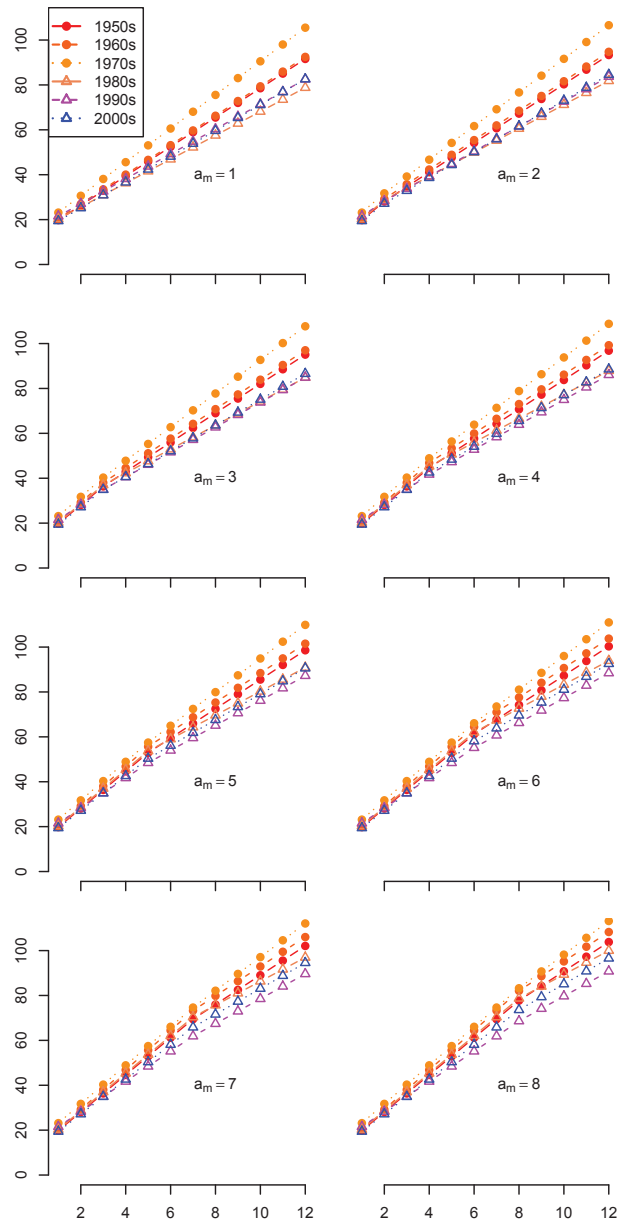 1950s
1960s
1970s
1980s
1990s
2000s
0 20 40 60 80 100
a_m = 1
a_m = 2
0 20 40 60 80 100
a_m = 3
a_m = 4
0 20 40 60 80 100
a_m = 5
a_m = 6
0 20 40 60 80 100
a_m = 7
a_m = 8
2 4 6 8 10 12
2 4 6 8 10 12